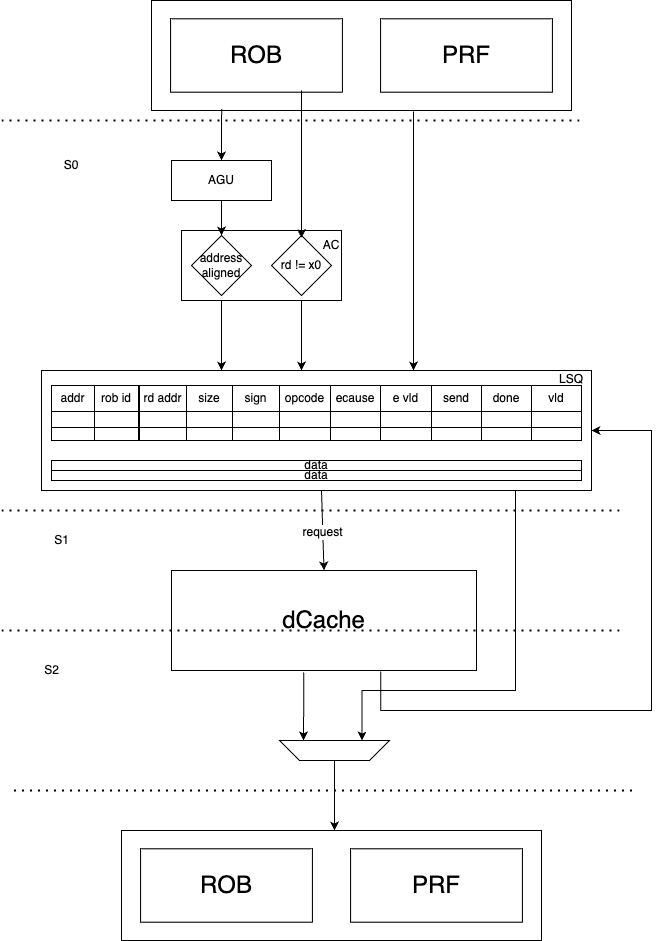 ROB
PRF
S0
AGU
AC
address
aligned
rd != x0
LSQ
addr rob id rd addr size sign opcode ecause e vld send done vld
data
data
S1
request
dCache
S2
ROB
PRF